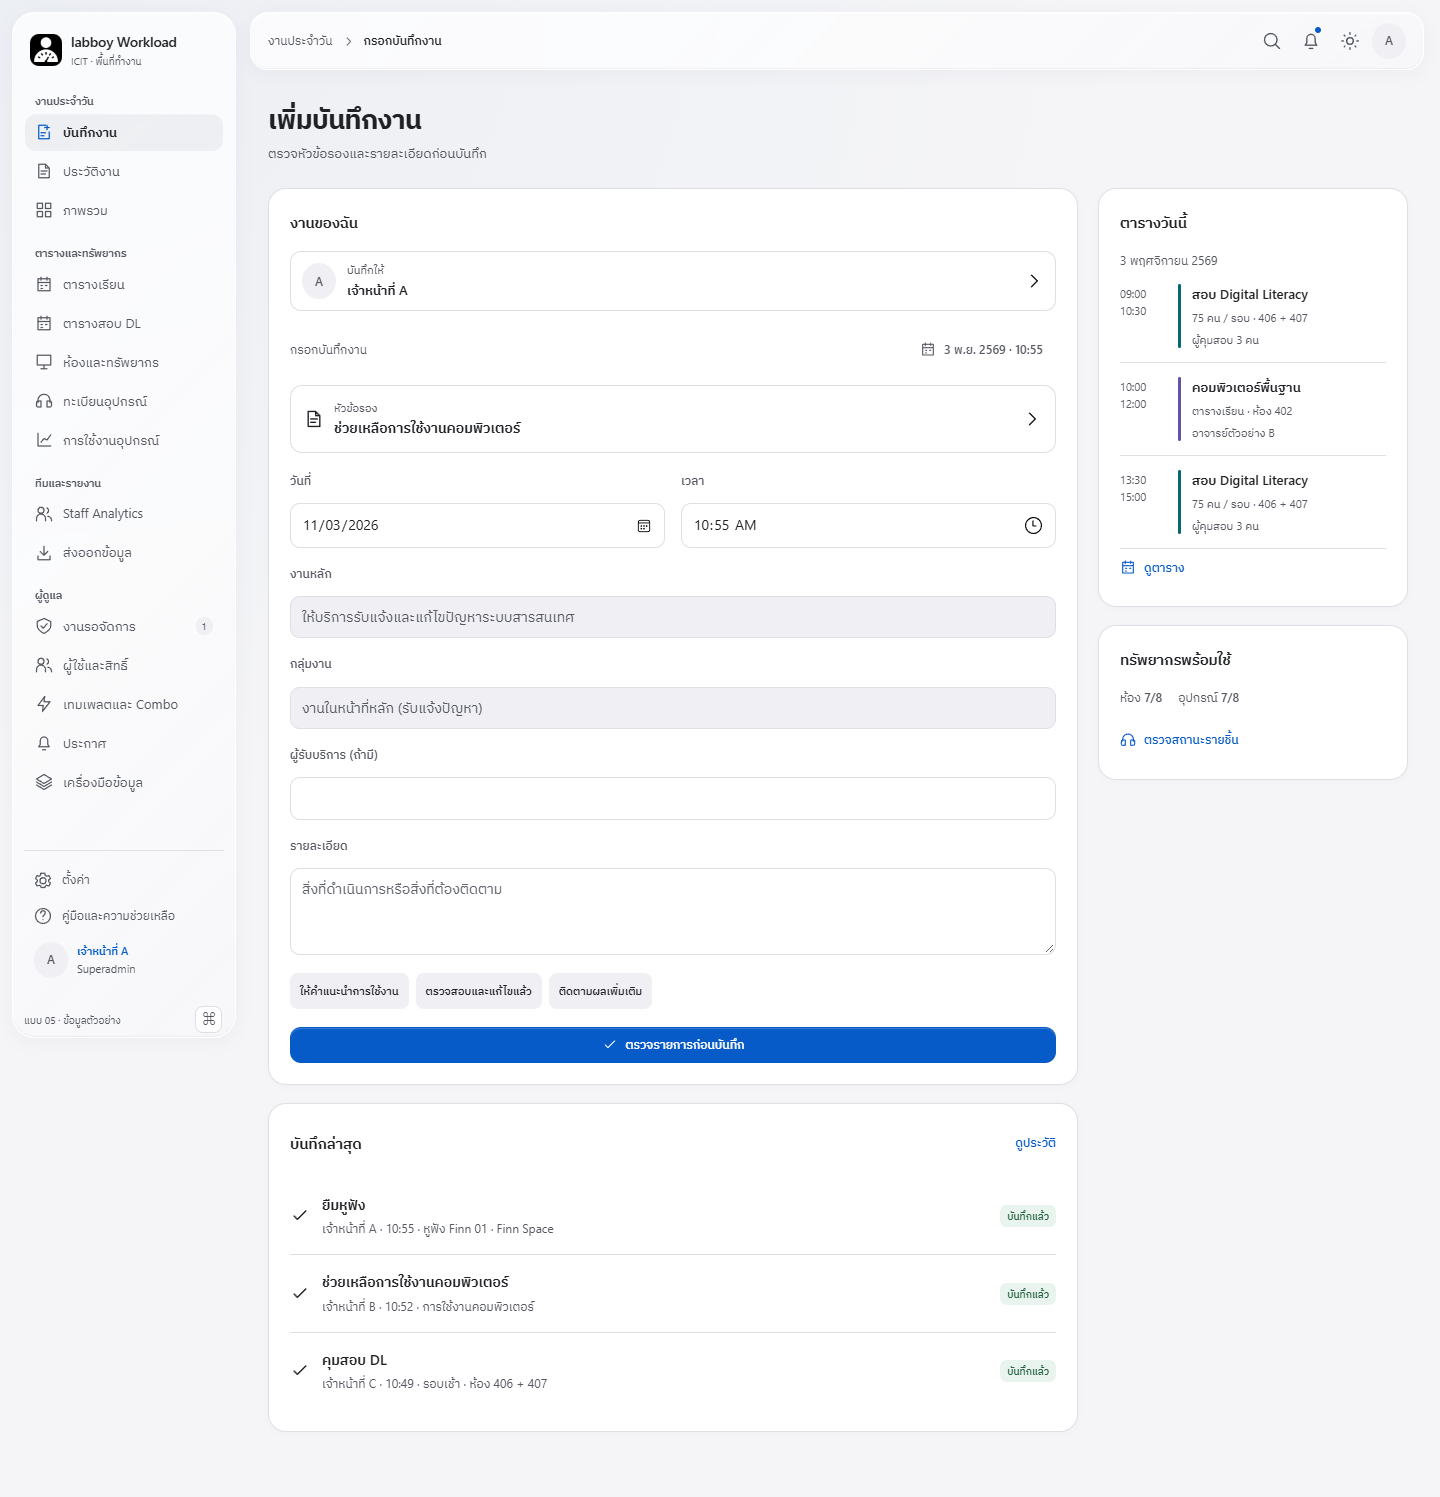 labboy Workload
ICIT · พื้นที่ทำงาน
งานประจำวัน
บันทึกงาน
ประวัติงาน
ภาพรวม
ตารางและทรัพยากร
ตารางเรียน
ตารางสอบ DL
ห้องและทรัพยากร
ทะเบียนอุปกรณ์
การใช้งานอุปกรณ์
ทีมและรายงาน
Staff Analytics
ส่งออกข้อมูล
ผู้ดูแล
งานรอจัดการ 1
ผู้ใช้และสิทธิ์
เทมเพลตและ Combo
ประกาศ
เครื่องมือข้อมูล
ตั้งค่า
คู่มือและความช่วยเหลือ
A
เจ้าหน้าที่ A
Superadmin
แบบ 05 · ข้อมูลตัวอย่าง ⌘
งานประจำวัน > กรอกบันทึกงาน
A
เพิ่มบันทึกงาน
ตรวจหัวข้อรองและรายละเอียดก่อนบันทึก
งานของฉัน
A
บันทึกให้
เจ้าหน้าที่ A
กรอกบันทึกงาน
3 พ.ย. 2569 · 10:55
หัวข้อรอง
ช่วยเหลือการใช้งานคอมพิวเตอร์
วันที่
เวลา
11/03/2026
10:55 AM
งานหลัก
ให้บริการรับแจ้งและแก้ไขปัญหาระบบสารสนเทศ
กลุ่มงาน
งานในหน้าที่หลัก (รับแจ้งปัญหา)
ผู้รับบริการ (ถ้ามี)
รายละเอียด
สิ่งที่ดำเนินการหรือสิ่งที่ต้องติดตาม
ให้คำแนะนำการใช้งาน
ตรวจสอบและแก้ไขแล้ว
ติดตามผลเพิ่มเติม
ตรวจรายการก่อนบันทึก
บันทึกล่าสุด
ดูประวัติ
ยืมหูฟัง
เจ้าหน้าที่ A · 10:55 · หูฟัง Finn 01 · Finn Space
บันทึกแล้ว
ช่วยเหลือการใช้งานคอมพิวเตอร์
เจ้าหน้าที่ B · 10:52 · การใช้งานคอมพิวเตอร์
บันทึกแล้ว
คุมสอบ DL
เจ้าหน้าที่ C · 10:49 · รอบเช้า · ห้อง 406 + 407
บันทึกแล้ว
ตารางวันนี้
3 พฤศจิกายน 2569
09:00
10:30
สอบ Digital Literacy
75 คน / รอบ · 406 + 407
ผู้คุมสอบ 3 คน
10:00
12:00
คอมพิวเตอร์พื้นฐาน
ตารางเรียน · ห้อง 402
อาจารย์ตัวอย่าง B
13:30
15:00
สอบ Digital Literacy
75 คน / รอบ · 406 + 407
ผู้คุมสอบ 3 คน
ดูตาราง
ทรัพยากรพร้อมใช้
ห้อง 7/8 อุปกรณ์ 7/8
ตรวจสถานะรายชิ้น